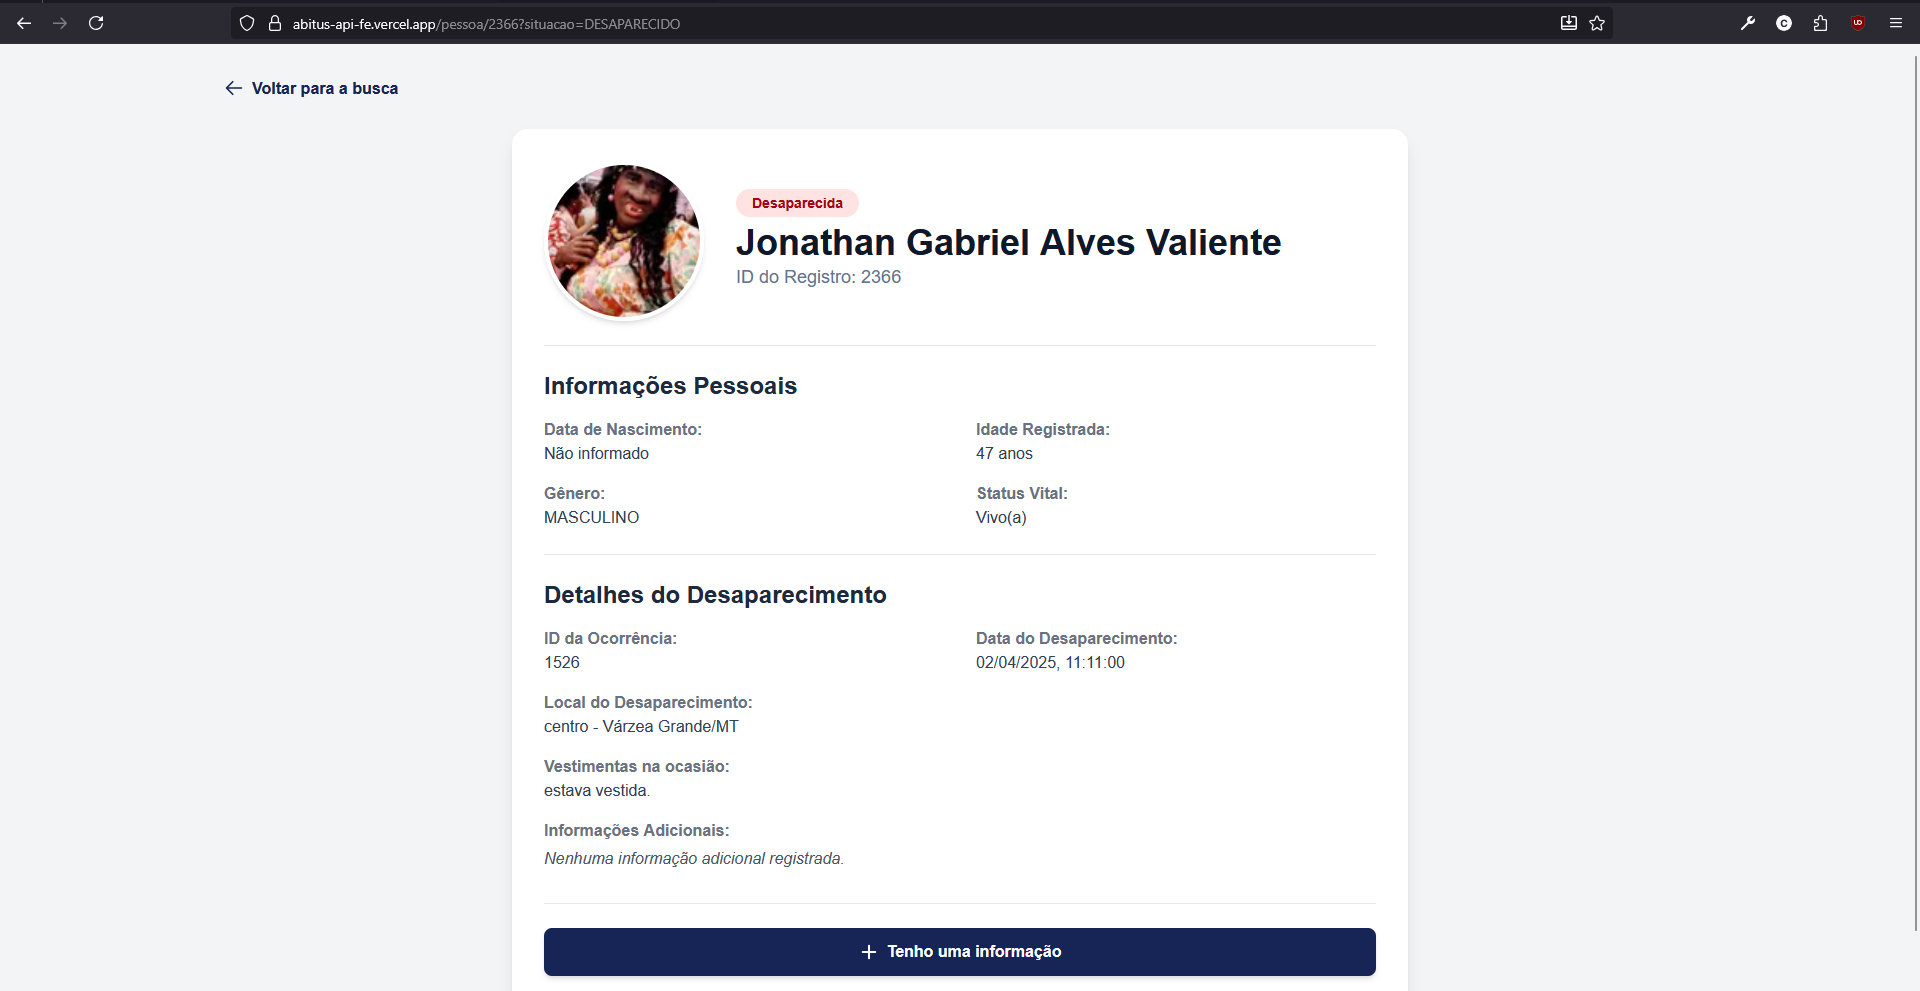 abitus-api-fe.vercel.app/pessoa/2366?situacao=DESAPARECIDO
Voltar para a busca
Desaparecida
Jonathan Gabriel Alves Valiente
ID do Registro: 2366
Informações Pessoais
Data de Nascimento:
Não informado
Idade Registrada:
47 anos
Gênero:
MASCULINO
Status Vital:
Vivo(a)
Detalhes do Desaparecimento
ID da Ocorrência:
1526
Data do Desaparecimento:
02/04/2025, 11:11:00
Local do Desaparecimento:
centro - Várzea Grande/MT
Vestimentas na ocasião:
estava vestida.
Informações Adicionais:
Nenhuma informação adicional registrada.
Tenho uma informação